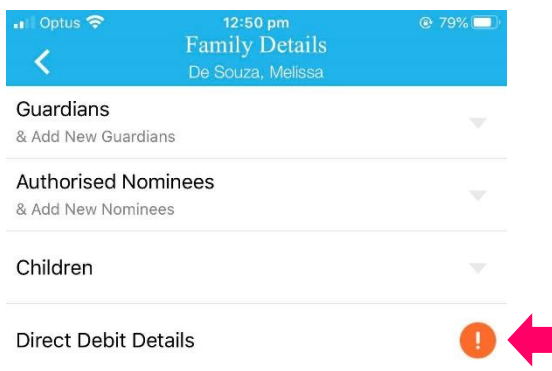 Optus 12:50 pm 79%
Family Details
De Souza, Melissa
Guardians
& Add New Guardians
Authorised Nominees
& Add New Nominees
Children
Direct Debit Details !